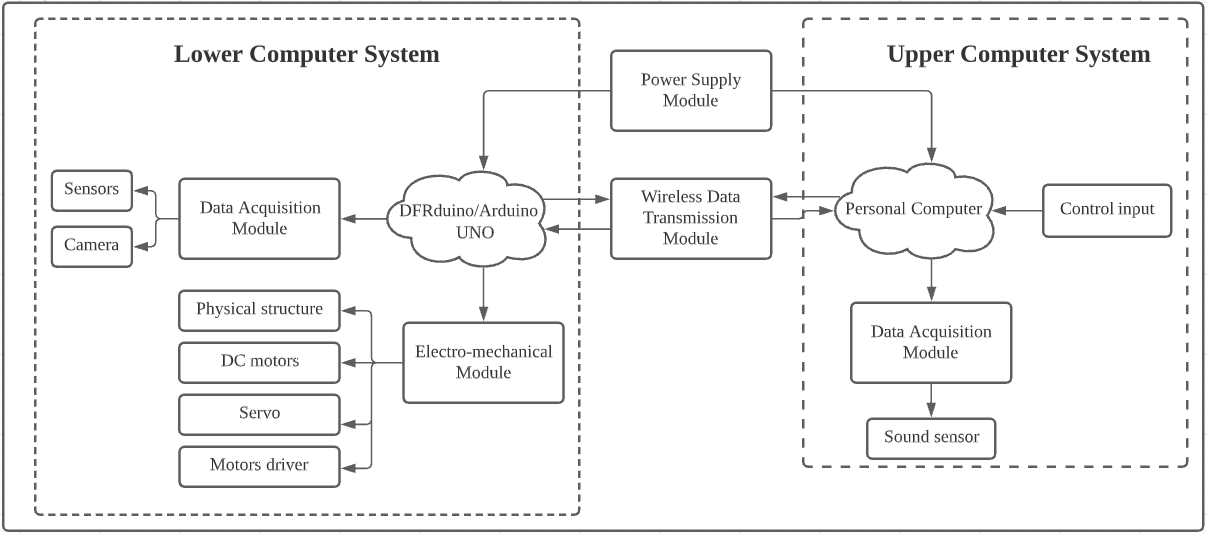 Lower Computer System
Upper Computer System
Power Supply
Module
Sensors
Camera
Data Acquisition
Module
DFRduino/Arduino
UNO
Wireless Data
Transmission
Module
Personal Computer
Control input
Physical structure
DC motors
Servo
Motors driver
Electro-mechanical
Module
Data Acquisition
Module
Sound sensor